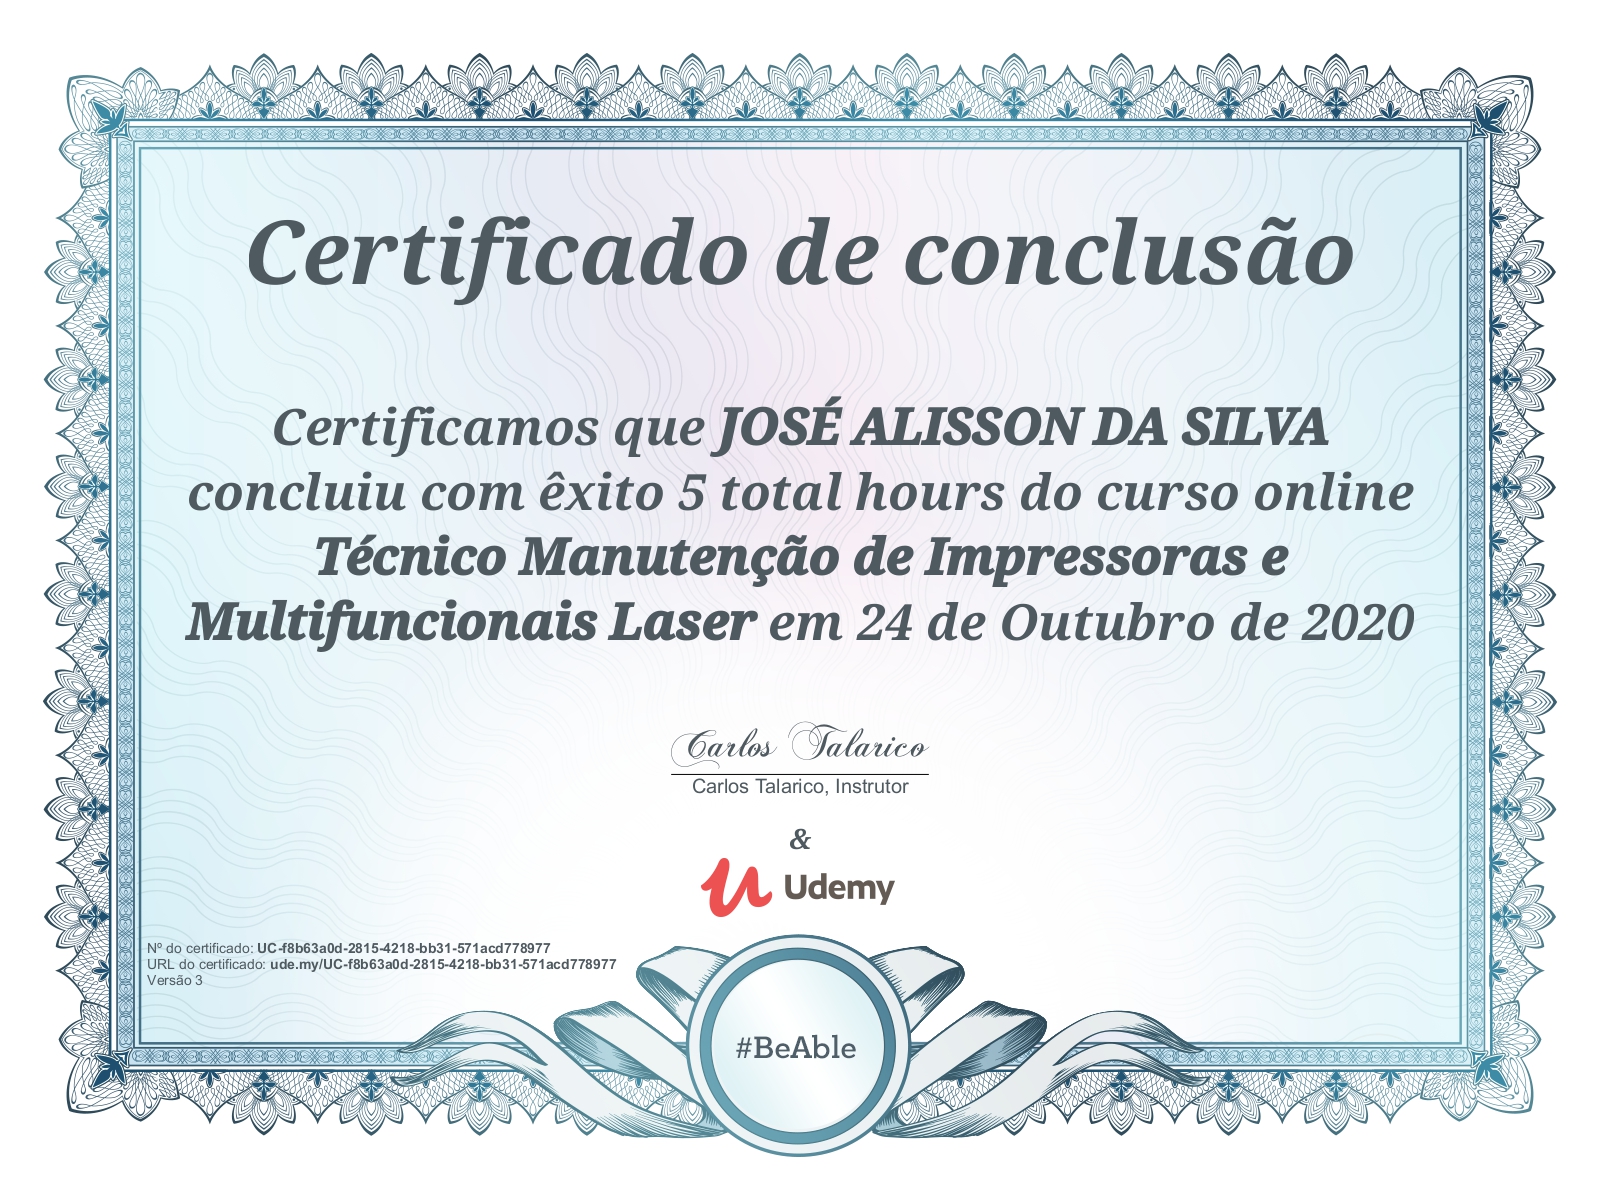 Certificado de conclusão
Certificamos que JOSÉ ALISSON DA SILVA
concluiu com êxito 5 total hours do curso online
Técnico Manutenção de Impressoras e
Multifuncionais Laser em 24 de Outubro de 2020
Carlos Talarico
Carlos Talarico, Instrutor
&
Udemy
Nº do certificado: UC-f8b63a0d-2815-4218-bb31-571acd778977
URL do certificado: ude.my/UC-f8b63a0d-2815-4218-bb31-571acd778977
Versão 3
#BeAble